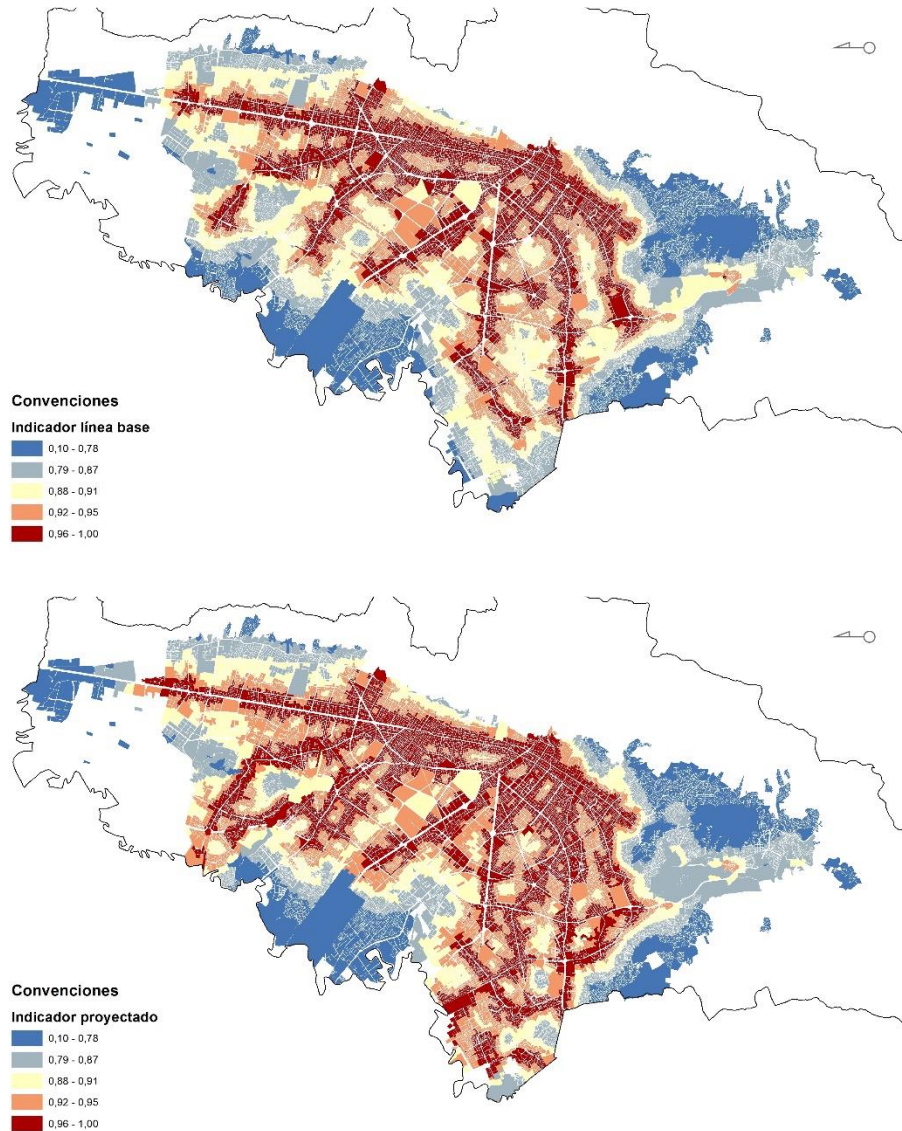 Convenciones
Indicador línea base
0,10 - 0,78
0,79 - 0,87
0,88 - 0,91
0,92 - 0,95
0,96 - 1,00
Convenciones
Indicador proyectado
0,10 - 0,78
0,79 - 0,87
0,88 - 0,91
0,92 - 0,95
0,96 - 1,00